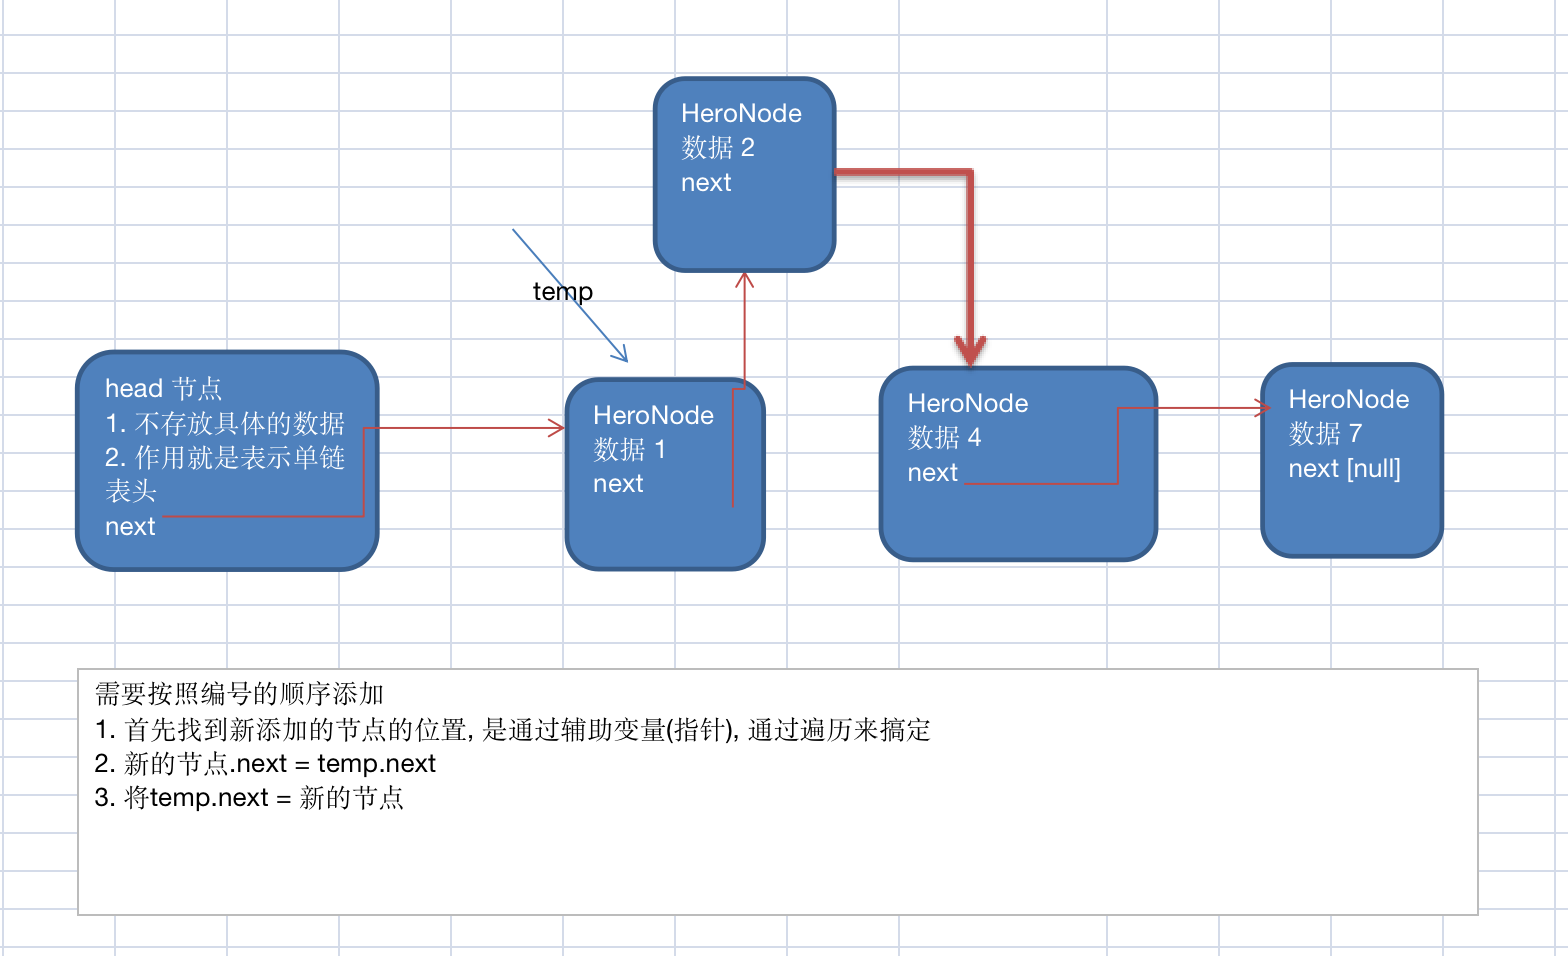 HeroNode
数据 2
next
temp
head 节点
1. 不存放具体的数据
2. 作用就是表示单链
表头
next
HeroNode
数据 1
next
HeroNode
数据 4
next
HeroNode
数据 7
next [null]
需要按照编号的顺序添加
1. 首先找到新添加的节点的位置, 是通过辅助变量(指针), 通过遍历来搞定
2. 新的节点.next = temp.next
3. 将temp.next = 新的节点